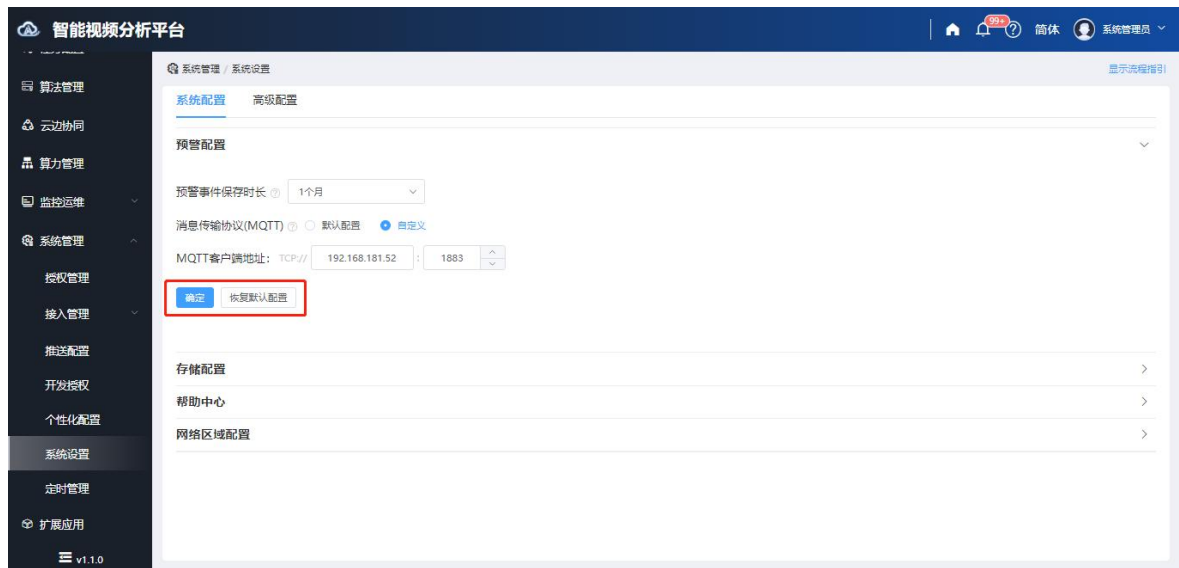 智能视频分析平台
99+
简体
系统管理员
算法管理
云边协同
算力管理
监控运维
系统管理
授权管理
接入管理
推送配置
开发授权
个性化配置
系统设置
定时管理
扩展应用
v1.1.0
系统管理 / 系统设置
显示流程指引
系统配置 高级配置
预警配置
预警事件保存时长 ? 1个月
消息传输协议(MQTT) ? 默认配置 自定义
MQTT客户端地址: TCP:// 192.168.181.52 : 1883
确定 恢复默认配置
存储配置
帮助中心
网络区域配置